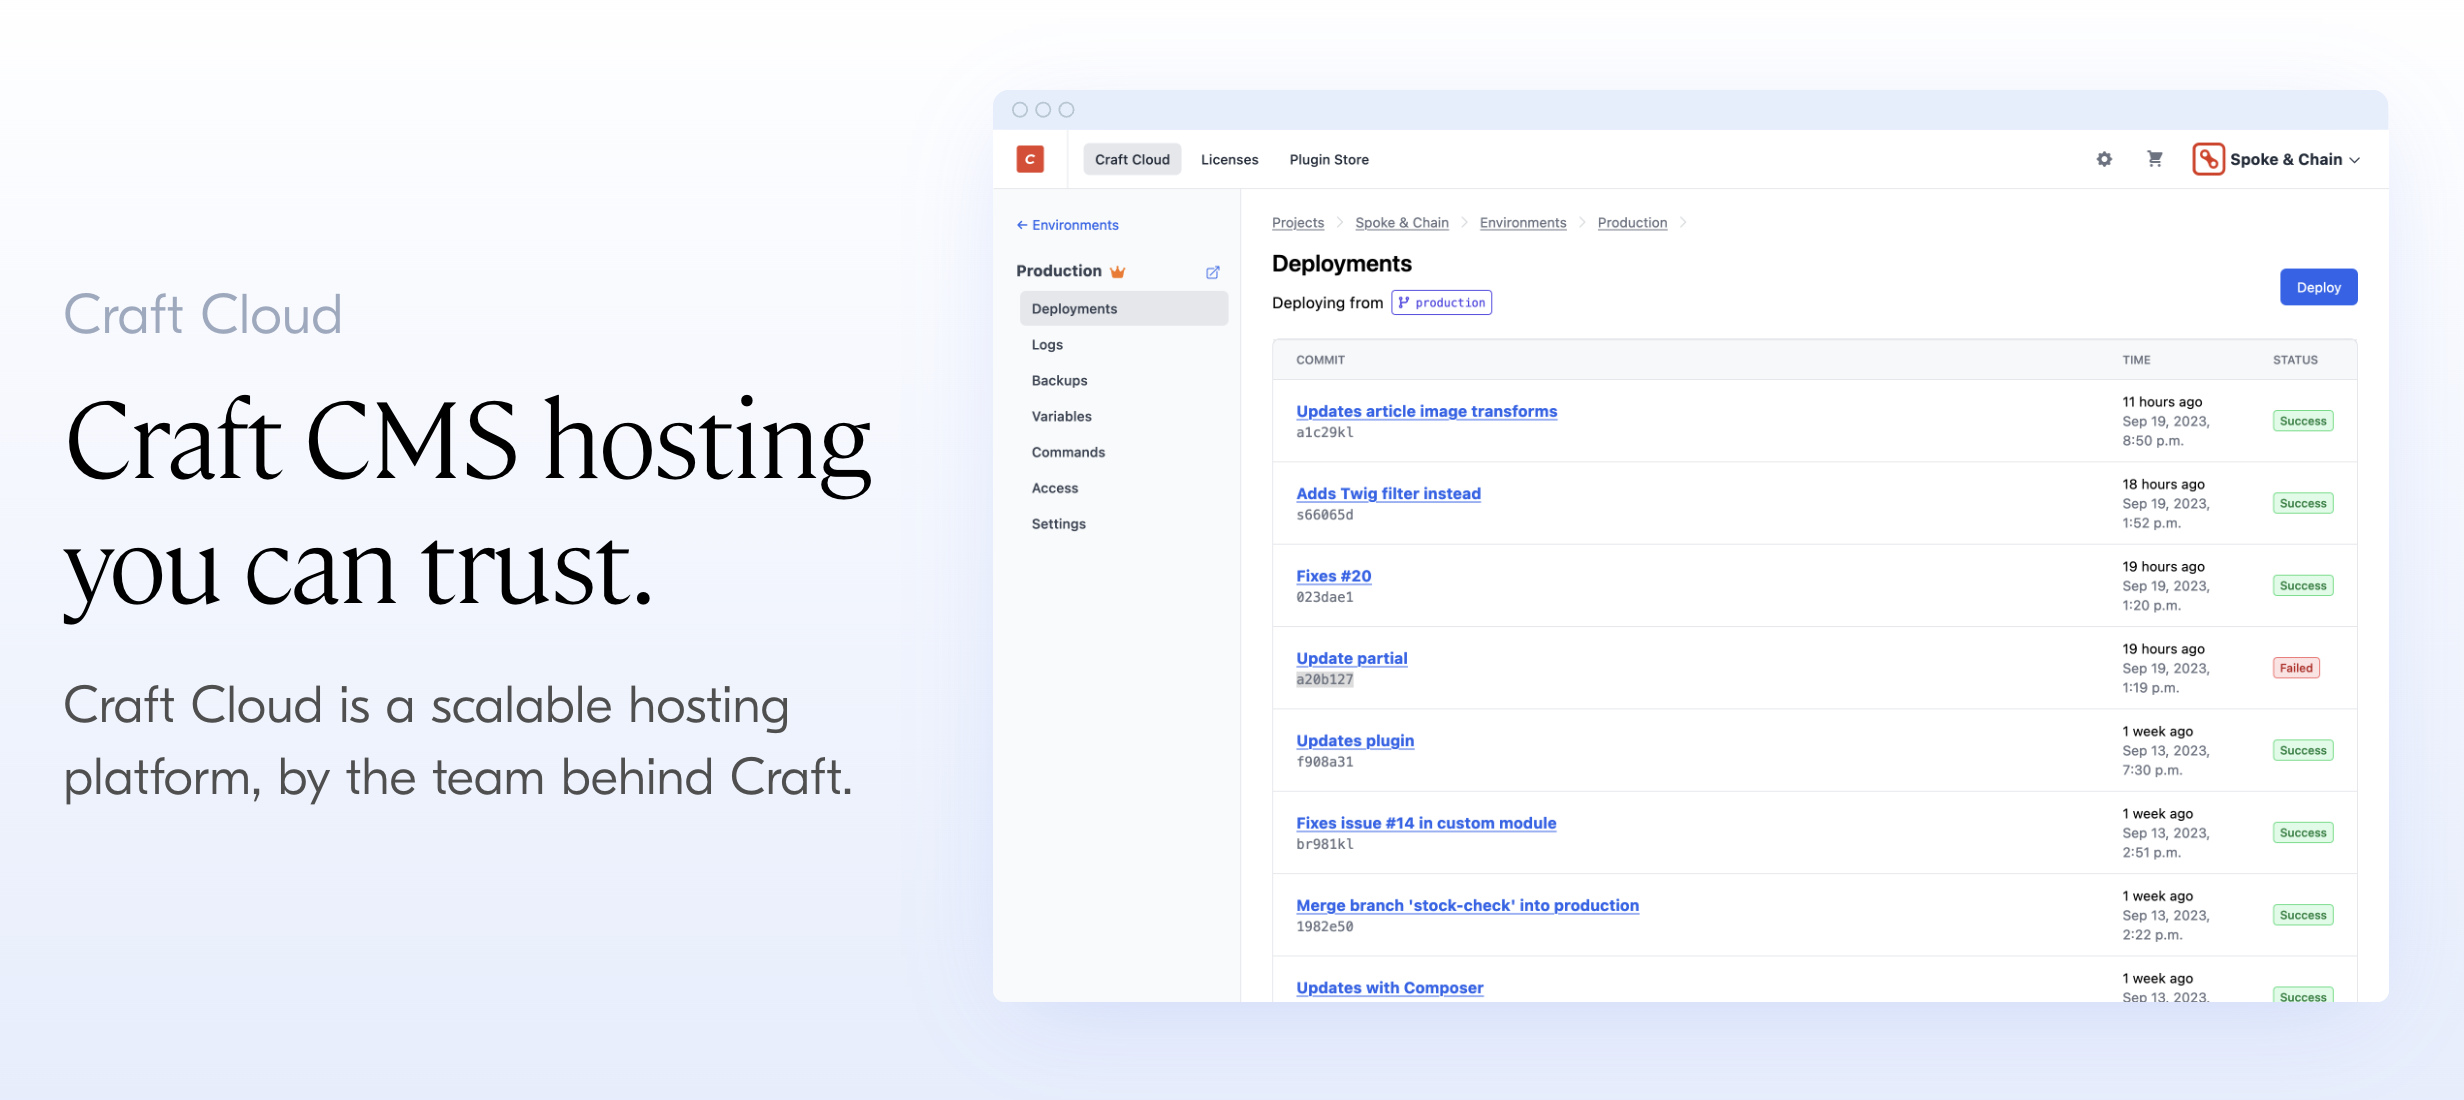 Craft Cloud
Craft CMS hosting
you can trust.
Craft Cloud is a scalable hosting
platform, by the team behind Craft.
C
Craft Cloud
Licenses
Plugin Store
Spoke & Chain
← Environments
Production
Deployments
Logs
Backups
Variables
Commands
Access
Settings
Projects
Spoke & Chain
Environments
Production
Deployments
Deploying from production
Deploy
COMMIT TIME STATUS
Updates article image transforms
a1c29kl
11 hours ago
Sep 19, 2023,
8:50 p.m.
Success
Adds Twig filter instead
s66065d
18 hours ago
Sep 19, 2023,
1:52 p.m.
Success
Fixes #20
023dae1
19 hours ago
Sep 19, 2023,
1:20 p.m.
Success
Update partial
a20b127
19 hours ago
Sep 19, 2023,
1:19 p.m.
Failed
Updates plugin
f908a31
1 week ago
Sep 13, 2023,
7:30 p.m.
Success
Fixes issue #14 in custom module
br981kl
1 week ago
Sep 13, 2023,
2:51 p.m.
Success
Merge branch 'stock-check' into production
1982e50
1 week ago
Sep 13, 2023,
2:22 p.m.
Success
Updates with Composer
1 week ago
Sep 13, 2023,
Success